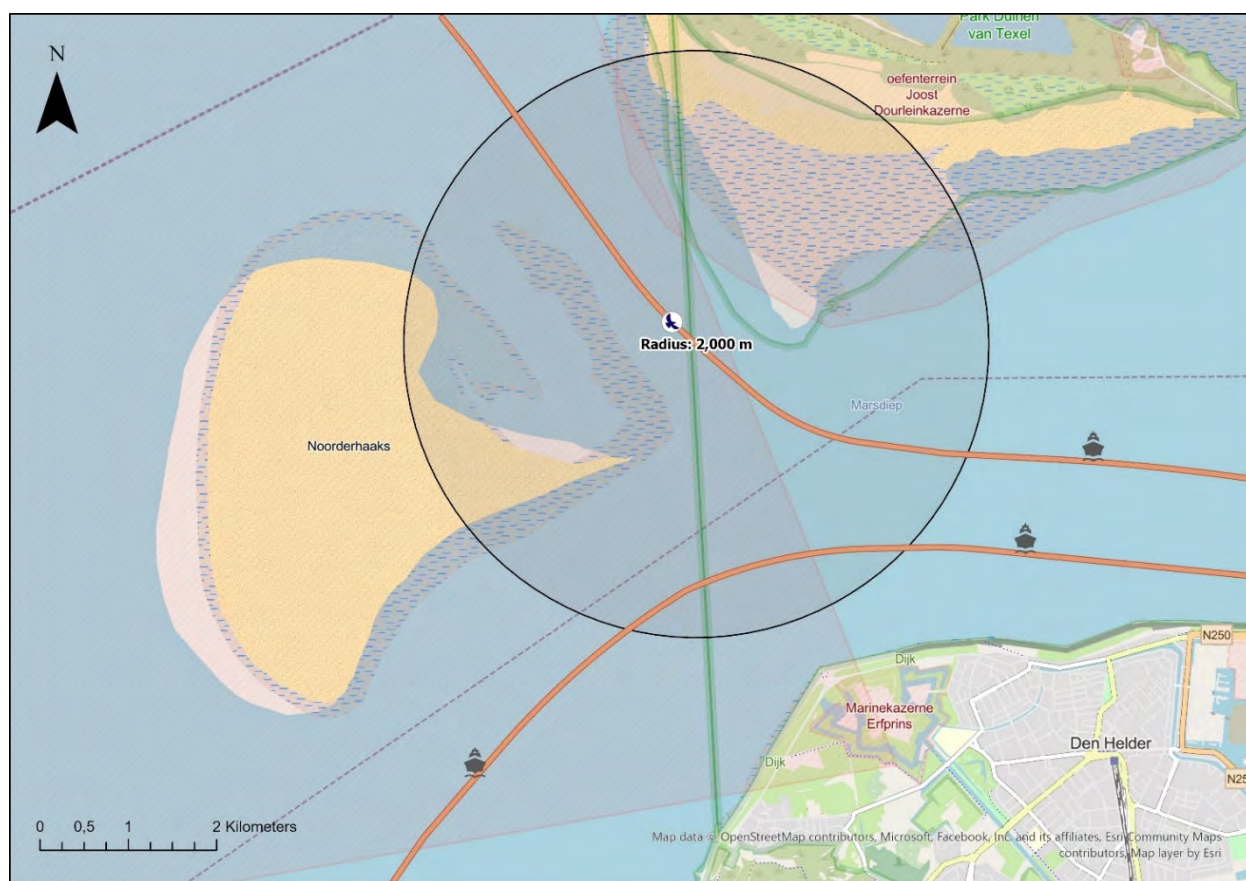 N
Park Duinen
van Texel
oefenterrein
Joost
Dourleinkazerne
Radius: 2,000 m
Marsdiep
Noorderhaaks
N250
Dijk
Marinekazerne
Erfprins
Den Helder
Dijk
N25
0 0,5 1 2 Kilometers
Map data © OpenStreetMap contributors, Microsoft, Facebook, Inc. and its affiliates, Esri Community Maps
contributors, Map layer by Esri